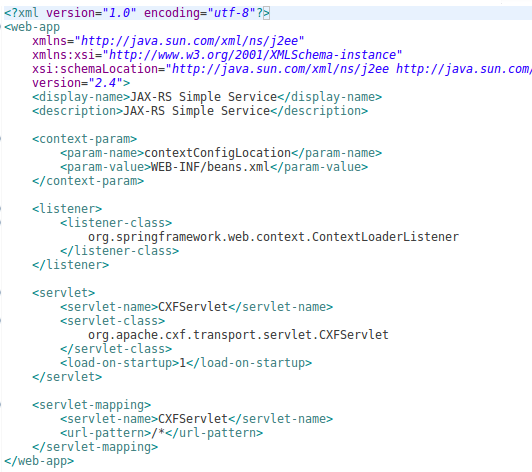 <?xml version="1.0" encoding="utf-8"?>
<web-app
xmlns="http://java.sun.com/xml/ns/j2ee"
xmlns:xsi="http://www.w3.org/2001/XMLSchema-instance"
xsi:schemaLocation="http://java.sun.com/xml/ns/j2ee http://java.sun.com/
version="2.4">
<display-name>JAX-RS Simple Service</display-name>
<description>JAX-RS Simple Service</description>
<context-param>
<param-name>contextConfigLocation</param-name>
<param-value>WEB-INF/beans.xml</param-value>
</context-param>
<listener>
<listener-class>
org.springframework.web.context.ContextLoaderListener
</listener-class>
</listener>
<servlet>
<servlet-name>CXFServlet</servlet-name>
<servlet-class>
org.apache.cxf.transport.servlet.CXFServlet
</servlet-class>
<load-on-startup>1</load-on-startup>
</servlet>
<servlet-mapping>
<servlet-name>CXFServlet</servlet-name>
<url-pattern>/*</url-pattern>
</servlet-mapping>
</web-app>